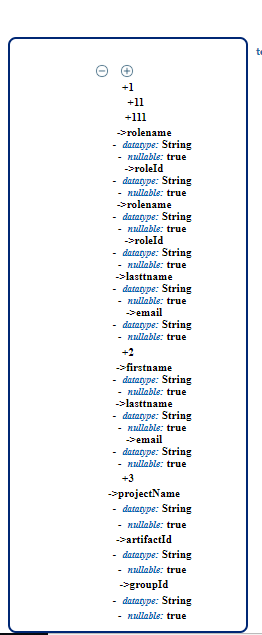 +1
+11
+111
->rolename
- datatype: String
- nullable: true
->roleId
- datatype: String
- nullable: true
->rolename
- datatype: String
- nullable: true
->roleId
- datatype: String
- nullable: true
->lasttname
- datatype: String
- nullable: true
->email
- datatype: String
- nullable: true
+2
->firstname
- datatype: String
- nullable: true
->lasttname
- datatype: String
- nullable: true
->email
- datatype: String
- nullable: true
+3
->projectName
- datatype: String
- nullable: true
->artifactId
- datatype: String
- nullable: true
->groupId
- datatype: String
- nullable: true